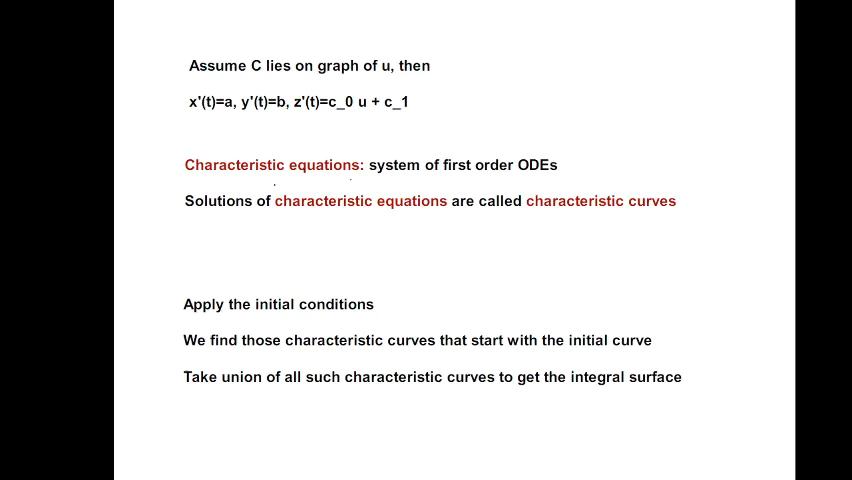 Assume C lies on graph of u, then
x'(t)=a, y'(t)=b, z'(t)=c_0 u + c_1
Characteristic equations: system of first order ODEs
Solutions of characteristic equations are called characteristic curves
Apply the initial conditions
We find those characteristic curves that start with the initial curve
Take union of all such characteristic curves to get the integral surface